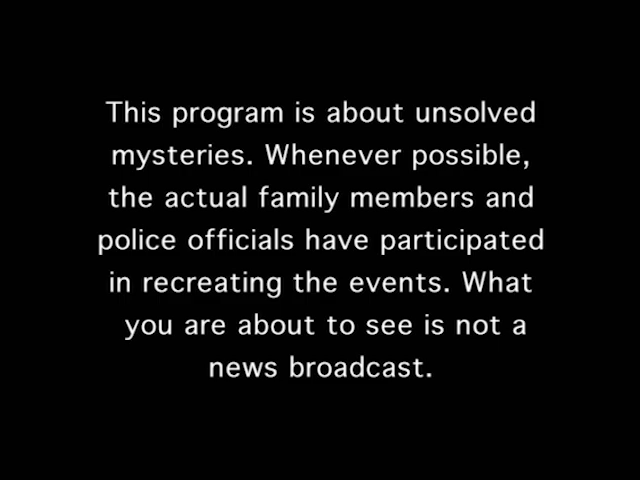 This program is about unsolved
mysteries. Whenever possible,
the actual family members and
police officials have participated
in recreating the events. What
you are about to see is not a
news broadcast.